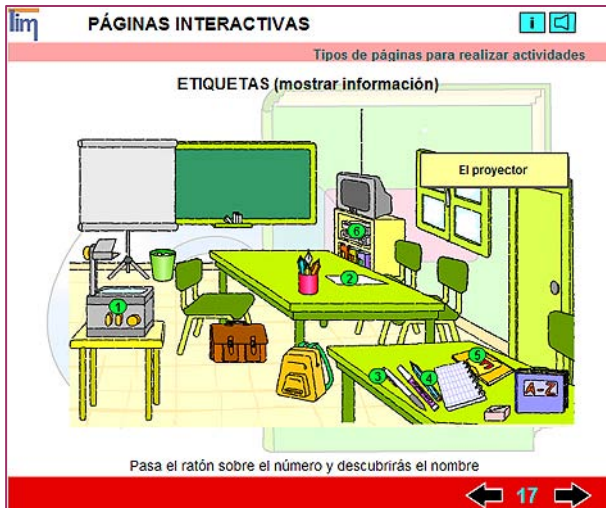 Tim
PÁGINAS INTERACTIVAS
i
Tipos de páginas para realizar actividades
ETIQUETAS (mostrar información)
El proyector
6
2
1
5
3
4
A-Z
Pasa el ratón sobre el número y descubrirás el nombre
17